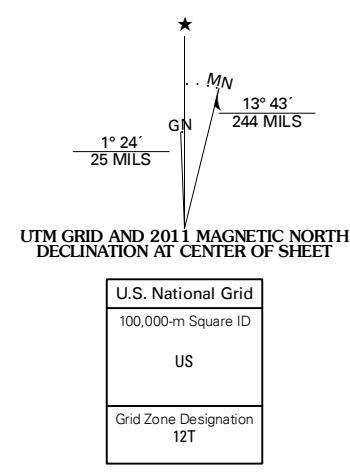 ★
MN
GN
13° 43´
244 MILS
1° 24´
25 MILS
UTM GRID AND 2011 MAGNETIC NORTH
DECLINATION AT CENTER OF SHEET
U.S. National Grid
100,000-m Square ID
US
Grid Zone Designation
12T